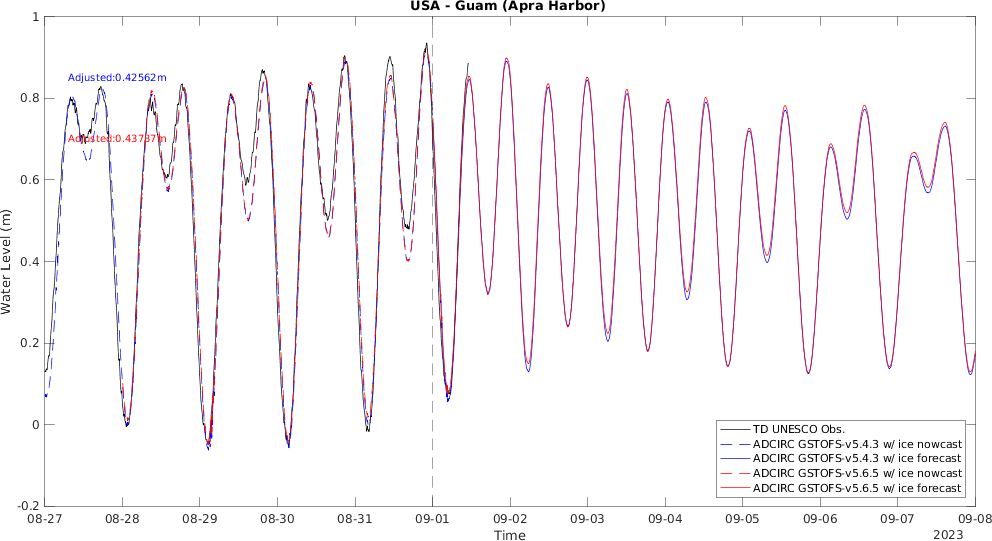 USA - Guam (Apra Harbor)
1
0.8
0.6
0.4
0.2
0
-0.2
Water Level (m)
Adjusted:0.42562m
Adjusted:0.43737m
TD UNESCO Obs.
ADCIRC GSTOFS-v5.4.3 w/ ice nowcast
ADCIRC GSTOFS-v5.4.3 w/ ice forecast
ADCIRC GSTOFS-v5.6.5 w/ ice nowcast
ADCIRC GSTOFS-v5.6.5 w/ ice forecast
08-27 08-28 08-29 08-30 08-31 09-01 09-02 09-03 09-04 09-05 09-06 09-07 09-08
Time
2023